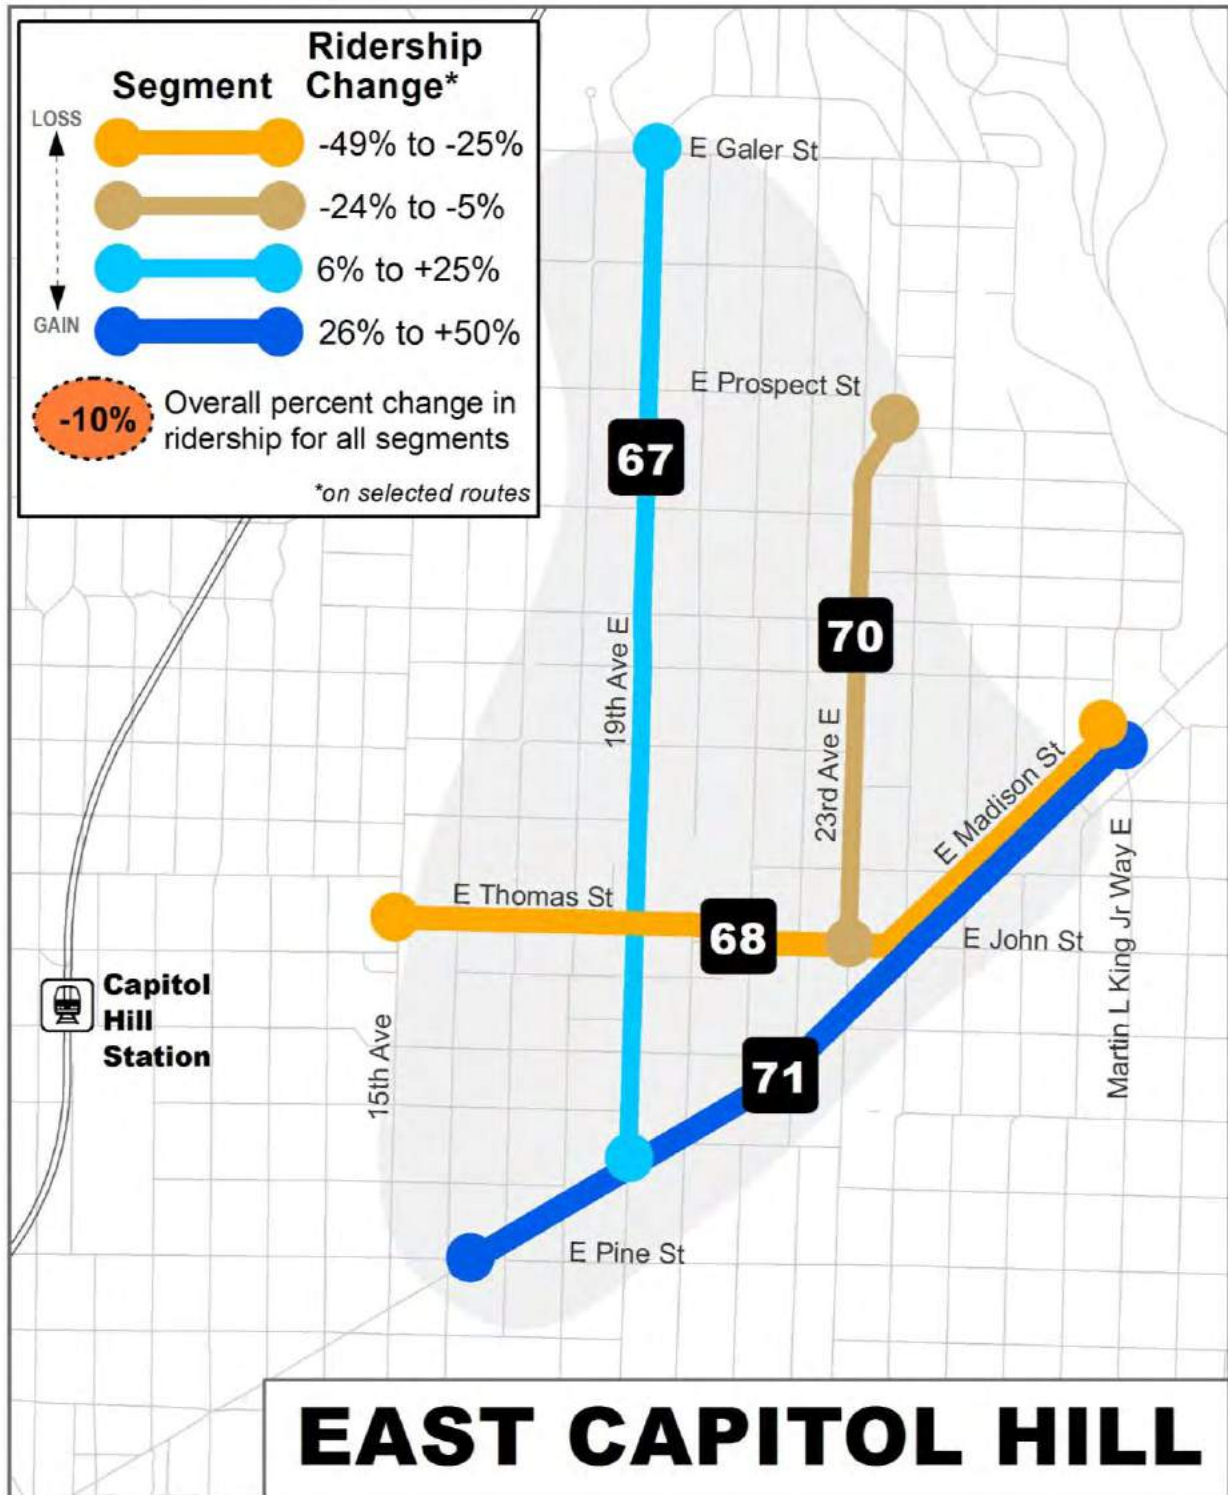 Segment
Ridership
Change*
LOSS
-49% to -25%
-24% to -5%
6% to +25%
GAIN
26% to +50%
-10%
Overall percent change in
ridership for all segments
*on selected routes
E Galer St
E Prospect St
67
70
19th Ave E
23rd Ave E
E Madison St
E Thomas St
68
E John St
Martin L King Jr Way E
Capitol
Hill
Station
15th Ave
71
E Pine St
EAST CAPITOL HILL